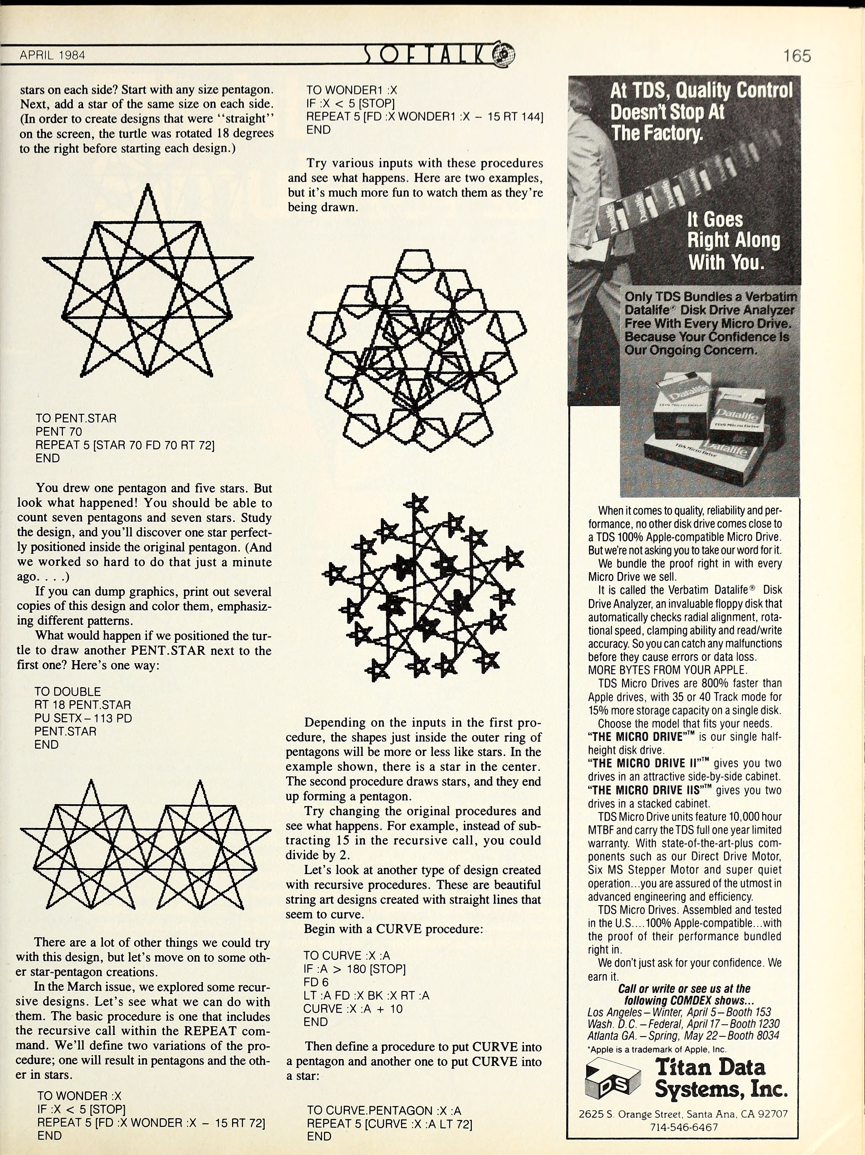 APRIL 1984
SOFTALK
165
stars on each side? Start with any size pentagon.
Next, add a star of the same size on each side.
(In order to create designs that were "straight"
on the screen, the turtle was rotated 18 degrees
to the right before starting each design.)
TO PENT.STAR
PENT 70
REPEAT 5 [STAR 70 FD 70 RT 72]
END
You drew one pentagon and five stars. But
look what happened! You should be able to
count seven pentagons and seven stars. Study
the design, and you'll discover one star perfect-
ly positioned inside the original pentagon. (And
we worked so hard to do that just a minute
ago. . . .)
If you can dump graphics, print out several
copies of this design and color them, emphasiz-
ing different patterns.
What would happen if we positioned the tur-
tle to draw another PENT.STAR next to the
first one? Here's one way:
TO DOUBLE
RT 18 PENT.STAR
PU SETX – 113 PD
PENT.STAR
END
There are a lot of other things we could try
with this design, but let's move on to some oth-
er star-pentagon creations.
In the March issue, we explored some recur-
sive designs. Let's see what we can do with
them. The basic procedure is one that includes
the recursive call within the REPEAT com-
mand. We'll define two variations of the pro-
cedure; one will result in pentagons and the oth-
er in stars.
TO WONDER :X
IF :X < 5 [STOP]
REPEAT 5 [FD :X WONDER :X – 15 RT 72]
END
TO WONDER1 :X
IF :X < 5 [STOP]
REPEAT 5 [FD :X WONDER1 :X – 15 RT 144]
END
Try various inputs with these procedures
and see what happens. Here are two examples,
but it's much more fun to watch them as they're
being drawn.
Depending on the inputs in the first pro-
cedure, the shapes just inside the outer ring of
pentagons will be more or less like stars. In the
example shown, there is a star in the center.
The second procedure draws stars, and they end
up forming a pentagon.
Try changing the original procedures and
see what happens. For example, instead of sub-
tracting 15 in the recursive call, you could
divide by 2.
Let's look at another type of design created
with recursive procedures. These are beautiful
string art designs created with straight lines that
seem to curve.
Begin with a CURVE procedure:
TO CURVE :X :A
IF :A > 180 [STOP]
FD 6
LT :A FD :X BK :X RT :A
CURVE :X :A + 10
END
Then define a procedure to put CURVE into
a pentagon and another one to put CURVE into
a star:
TO CURVE.PENTAGON :X :A
REPEAT 5 [CURVE :X :A LT 72]
END
At TDS, Quality Control
Doesn't Stop At
The Factory.
It Goes
Right Along
With You.
Only TDS Bundles a Verbatim
Datalife® Disk Drive Analyzer
Free With Every Micro Drive.
Because Your Confidence Is
Our Ongoing Concern.
Datalife
TDS Micro Drive
Datalife
TDS Micro Drive
Datalife
TDS Micro Drive
When it comes to quality, reliability and per-
formance, no other disk drive comes close to
a TDS 100% Apple-compatible Micro Drive.
But we're not asking you to take our word for it.
We bundle the proof right in with every
Micro Drive we sell.
It is called the Verbatim Datalife® Disk
Drive Analyzer, an invaluable floppy disk that
automatically checks radial alignment, rota-
tional speed, clamping ability and read/write
accuracy. So you can catch any malfunctions
before they cause errors or data loss.
MORE BYTES FROM YOUR APPLE.
TDS Micro Drives are 800% faster than
Apple drives, with 35 or 40 Track mode for
15% more storage capacity on a single disk.
Choose the model that fits your needs.
"THE MICRO DRIVE"™ is our single half-
height disk drive.
"THE MICRO DRIVE II"™ gives you two
drives in an attractive side-by-side cabinet.
"THE MICRO DRIVE IIS"™ gives you two
drives in a stacked cabinet.
TDS Micro Drive units feature 10,000 hour
MTBF and carry the TDS full one year limited
warranty. With state-of-the-art-plus com-
ponents such as our Direct Drive Motor,
Six MS Stepper Motor and super quiet
operation...you are assured of the utmost in
advanced engineering and efficiency.
TDS Micro Drives. Assembled and tested
in the U.S....100% Apple-compatible...with
the proof of their performance bundled
right in.
We don't just ask for your confidence. We
earn it.
Call or write or see us at the
following COMDEX shows...
Los Angeles – Winter, April 5 – Booth 153
Wash. D.C. – Federal, April 17 – Booth 1230
Atlanta GA. – Spring, May 22 – Booth 8034
*Apple is a trademark of Apple, Inc.
TDS
Titan Data
Systems, Inc.
2625 S. Orange Street, Santa Ana, CA 92707
714-546-6467